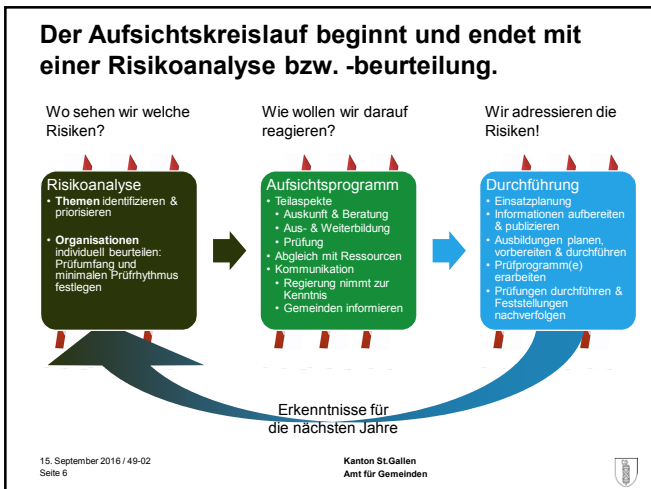 Der Aufsichtskreislauf beginnt und endet mit
einer Risikoanalyse bzw. -beurteilung.
Wo sehen wir welche
Risiken?
Risikoanalyse
• Themen identifizieren &
priorisieren
• Organisationen
individuell beurteilen:
Prüfumfang und
minimalen Prüfrhythmus
festlegen
Wie wollen wir darauf
reagieren?
Aufsichtsprogramm
• Teilaspekte
• Auskunft & Beratung
• Aus- & Weiterbildung
• Prüfung
• Abgleich mit Ressourcen
• Kommunikation
• Regierung nimmt zur
Kenntnis
• Gemeinden informieren
Wir adressieren die
Risiken!
Durchführung
• Einsatzplanung
• Informationen aufbereiten
& publizieren
• Ausbildungen planen,
vorbereiten & durchführen
• Prüfprogramm(e)
erarbeiten
• Prüfungen durchführen &
Feststellungen
nachverfolgen
Erkenntnisse für
die nächsten Jahre
15. September 2016 / 49-02
Seite 6
Kanton St.Gallen
Amt für Gemeinden